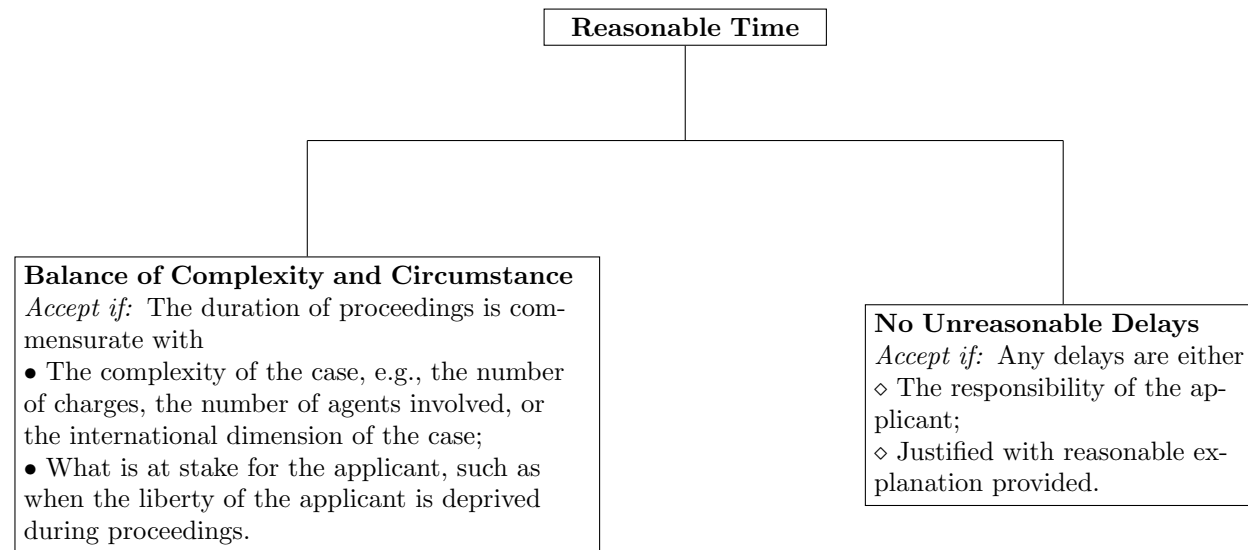 Reasonable Time
Balance of Complexity and Circumstance
Accept if: The duration of proceedings is com-
mensurate with
• The complexity of the case, e.g., the number
of charges, the number of agents involved, or
the international dimension of the case;
• What is at stake for the applicant, such as
when the liberty of the applicant is deprived
during proceedings.
No Unreasonable Delays
Accept if: Any delays are either
⋄ The responsibility of the ap-
plicant;
⋄ Justified with reasonable ex-
planation provided.